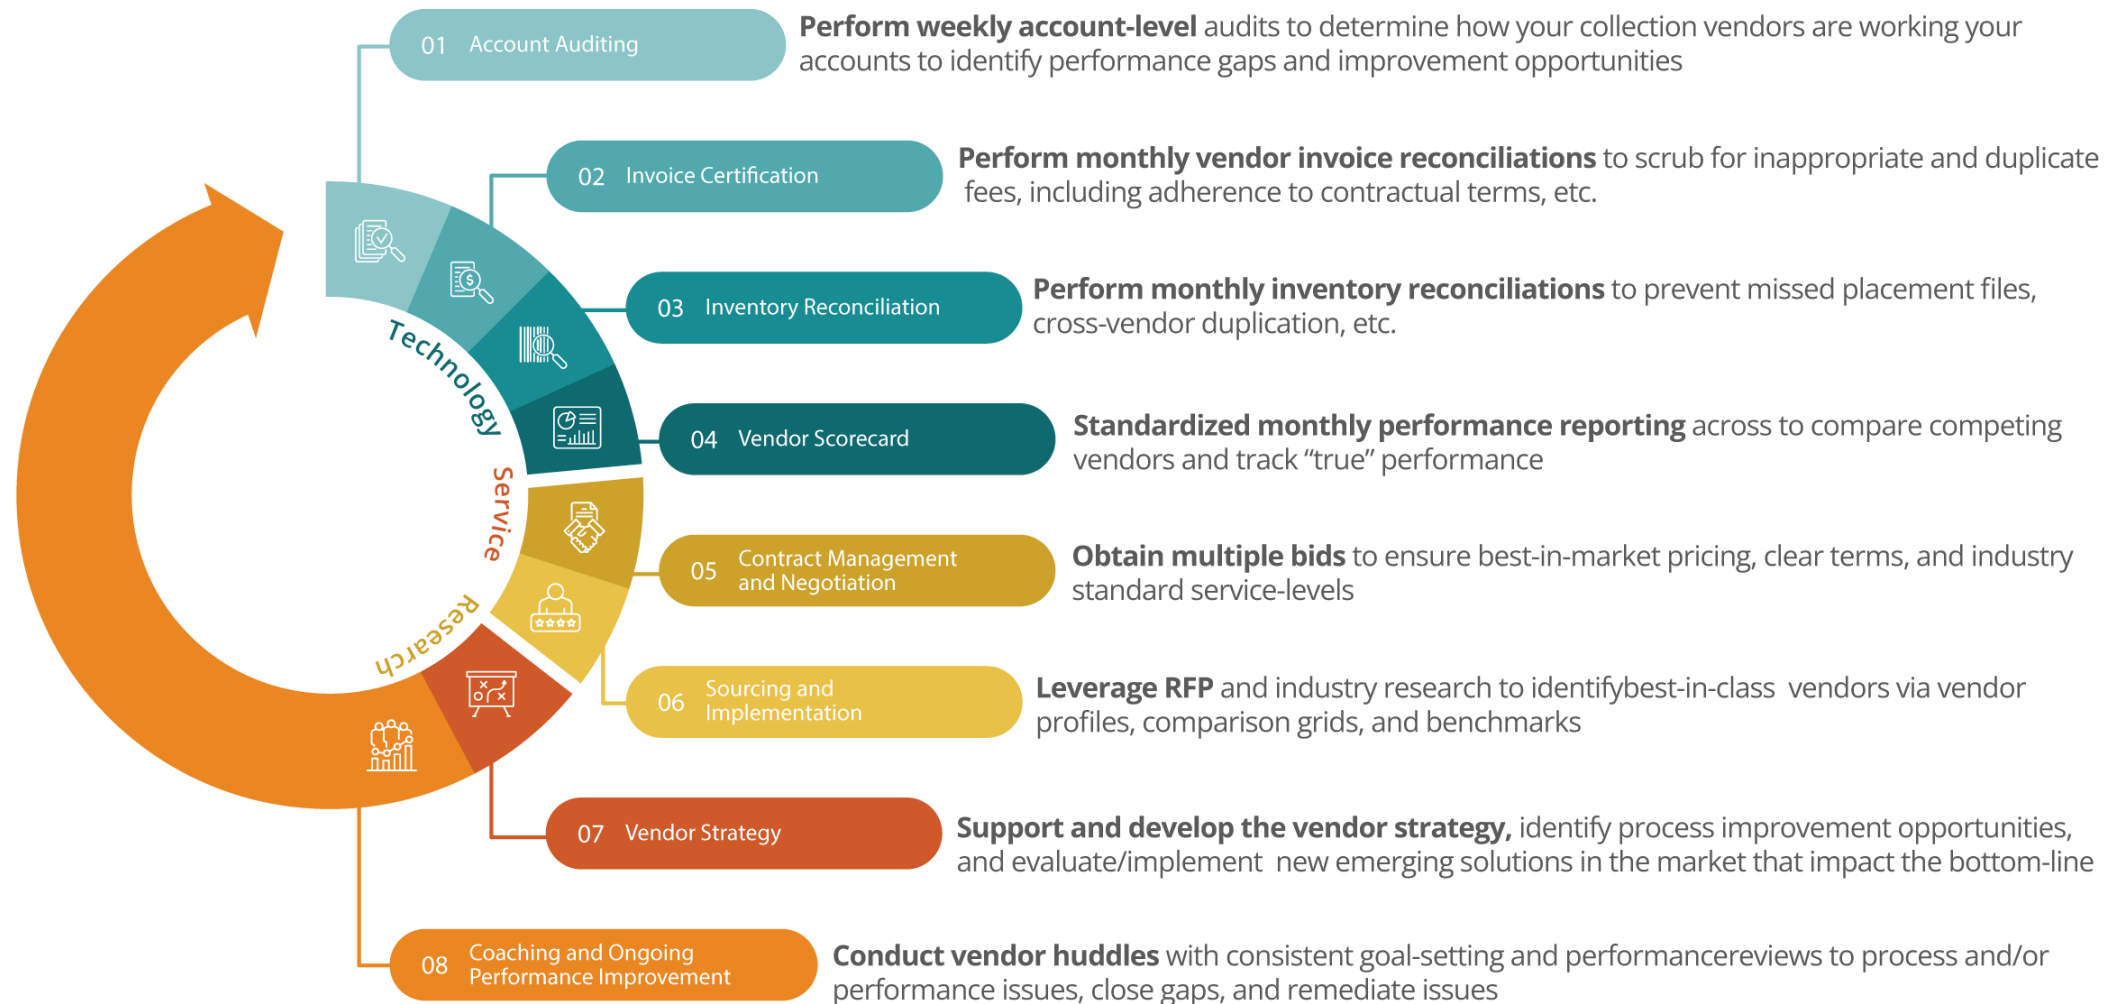 01 Account Auditing
Perform weekly account-level audits to determine how your collection vendors are working your
accounts to identify performance gaps and improvement opportunities
02 Invoice Certification
Perform monthly vendor invoice reconciliations to scrub for inappropriate and duplicate
fees, including adherence to contractual terms, etc.
03 Inventory Reconciliation
Perform monthly inventory reconciliations to prevent missed placement files,
cross-vendor duplication, etc.
04 Vendor Scorecard
Standardized monthly performance reporting across to compare competing
vendors and track “true” performance
05 Contract Management
and Negotiation
Obtain multiple bids to ensure best-in-market pricing, clear terms, and industry
standard service-levels
06 Sourcing and
Implementation
Leverage RFP and industry research to identifybest-in-class vendors via vendor
profiles, comparison grids, and benchmarks
07 Vendor Strategy
Support and develop the vendor strategy, identify process improvement opportunities,
and evaluate/implement new emerging solutions in the market that impact the bottom-line
08 Coaching and Ongoing
Performance Improvement
Conduct vendor huddles with consistent goal-setting and performancereviews to process and/or
performance issues, close gaps, and remediate issues
Technology
Service
Research